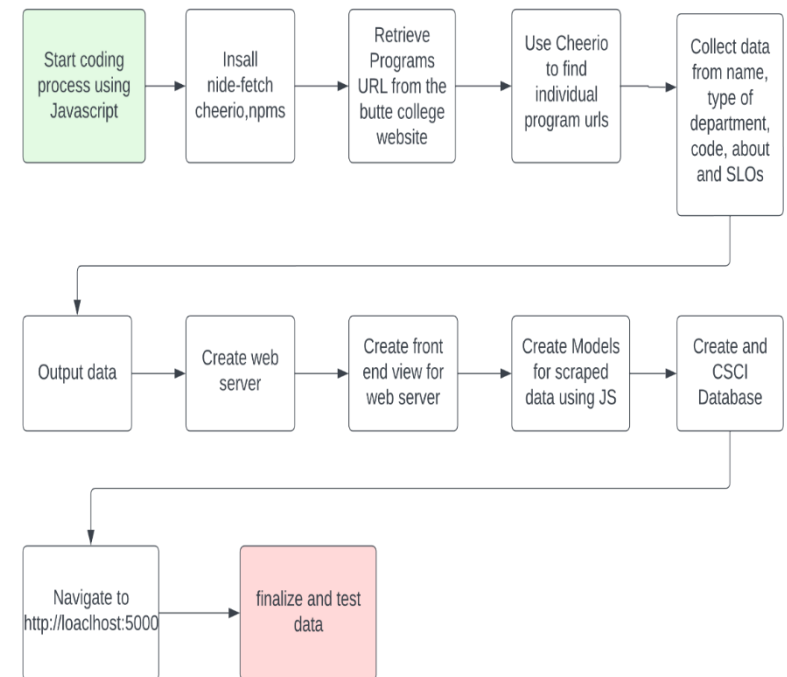 Start coding
process using
Javascript
Insall
nide-fetch
cheerio,npms
Retrieve
Programs
URL from the
butte college
website
Use Cheerio
to find
individual
program urls
Collect data
from name,
type of
department,
code, about
and SLOs
Output data
Create web
server
Create front
end view for
web server
Create Models
for scraped
data using JS
Create and
CSCI
Database
Navigate to
http://loaclhost:5000
finalize and test
data